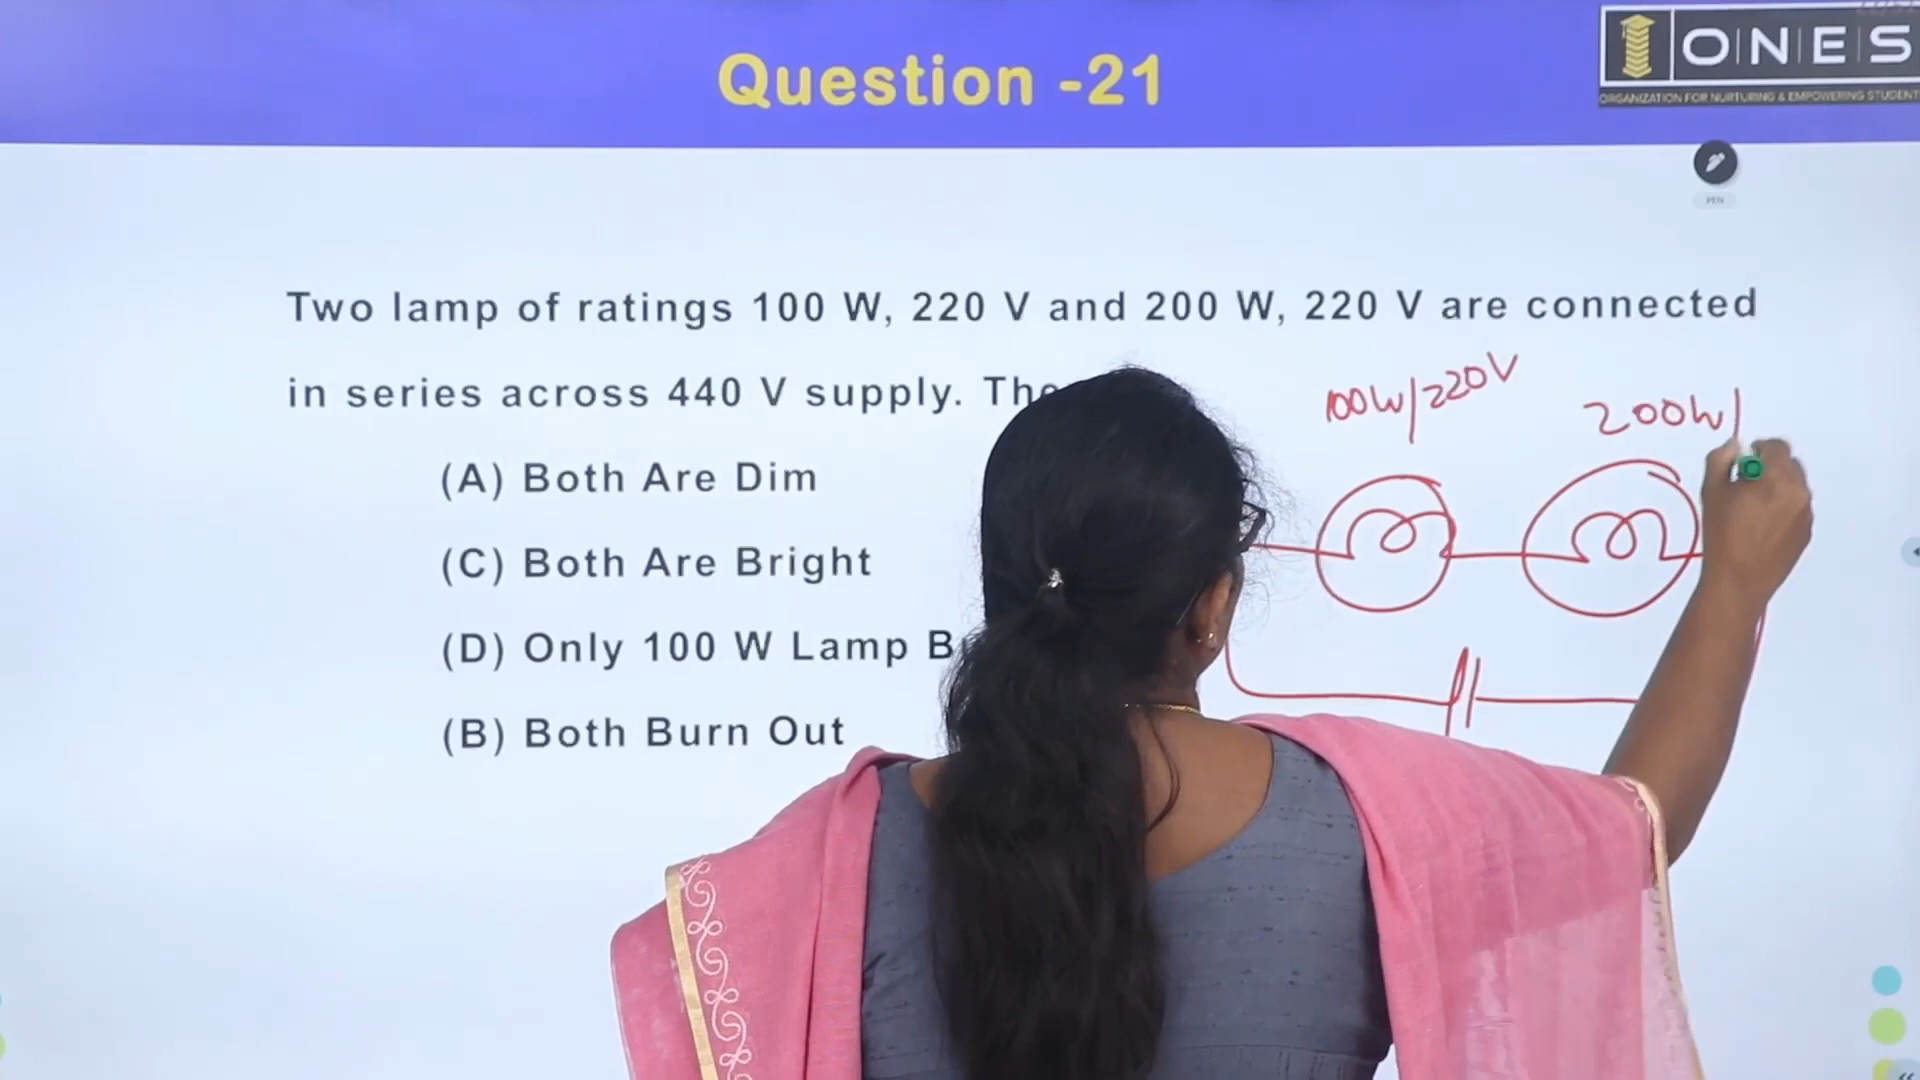 Question -21
ONES
ORGANIZATION FOR NURTURING & EMPOWERING STUDENT
PEN
Two lamp of ratings 100 W, 220 V and 200 W, 220 V are connected
in series across 440 V supply.
100W/220V
200W/
(A) Both Are Dim
(C) Both Are Bright
(D) Only 100 W Lamp
(B) Both Burn Out